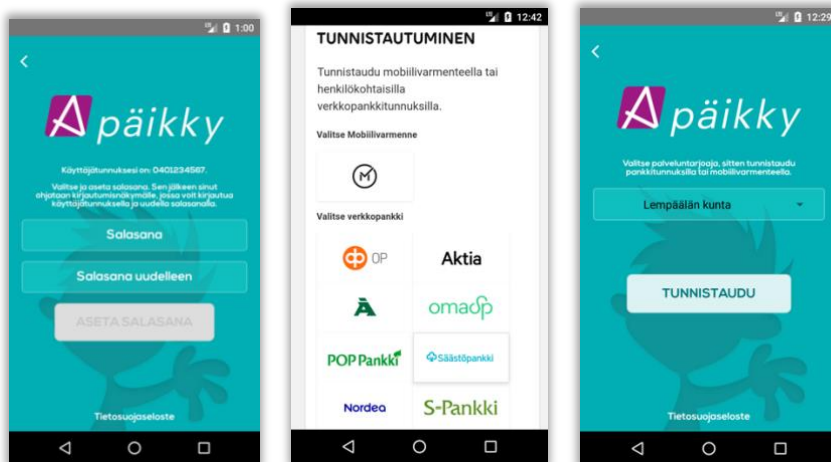 1:00
päikky
Käyttäjätunnuksesi on: 0401234567.
Valitse ja aseta salasana. Sen jälkeen sinut
ohjataan kirjautumisnäkymälle, jossa voit kirjautua
käyttäjätunnuksella ja uudella salasanalla.
Salasana
Salasana uudelleen
ASETA SALASANA
Tietosuojaseloste
12:42
TUNNISTAUTUMINEN
Tunnistaudu mobiilivarmenteella tai
henkilökohtaisilla
verkkopankkitunnuksilla.
Valitse Mobiilivarmenne
Valitse verkkopankki
OP
Aktia
omasp
POP Pankki
Säästöpankki
Nordea
S-Pankki
12:29
päikky
Valitse palveluntarjoaja, sitten tunnistaudu
pankkitunnuksilla tai mobiilivarmenteella.
Lempäälän kunta
TUNNISTAUDU
Tietosuojaseloste